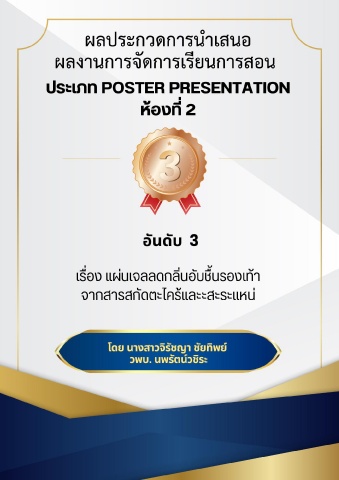 ผลประกวดการนำเสนอ
ผลงานการจัดการเรียนการสอน
ประเภท POSTER PRESENTATION
ห้องที่ 2
3
อันดับ 3
เรื่อง แผ่นเจลลดกลิ่นอับชื้นรองเท้า
จากสารสกัดตะไคร้และะสะระแหน่
โดย นางสาวจิรัชญา ชัยทิพย์
วพบ. นพรัตน์วชิระ